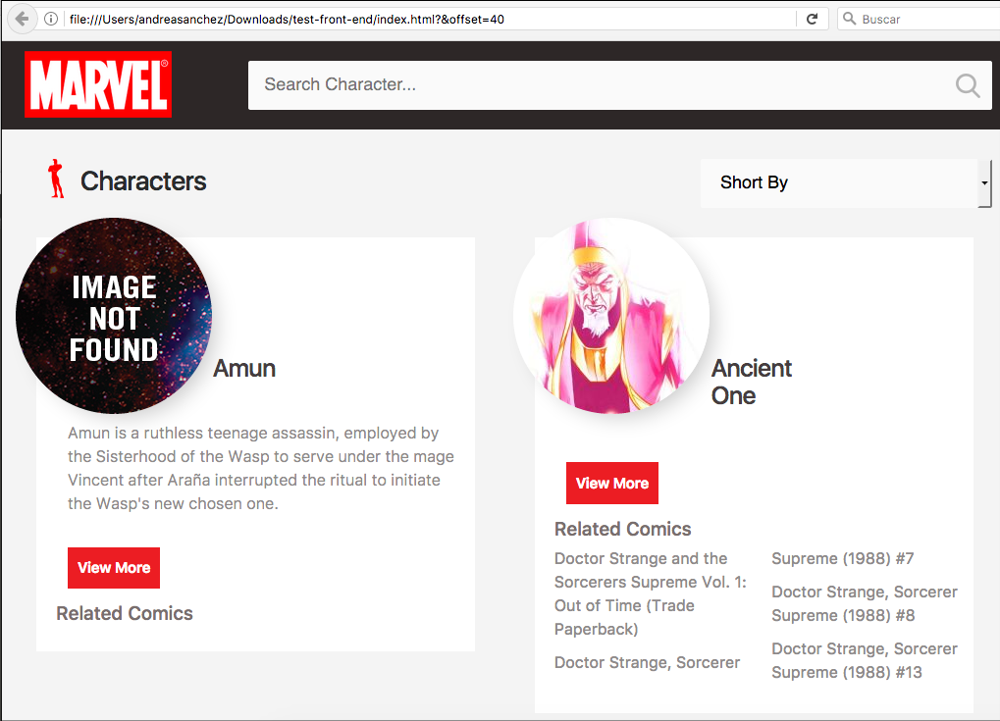 file:///Users/andreasanchez/Downloads/test-front-end/index.html?&offset=40
Buscar
MARVEL®
Search Character...
Characters
Short By
IMAGE
NOT
FOUND
Amun
Amun is a ruthless teenage assassin, employed by
the Sisterhood of the Wasp to serve under the mage
Vincent after Araña interrupted the ritual to initiate
the Wasp's new chosen one.
View More
Related Comics
Ancient
One
View More
Related Comics
Doctor Strange and the
Sorcerers Supreme Vol. 1:
Out of Time (Trade
Paperback)
Doctor Strange, Sorcerer
Supreme (1988) #7
Doctor Strange, Sorcerer
Supreme (1988) #8
Doctor Strange, Sorcerer
Supreme (1988) #13